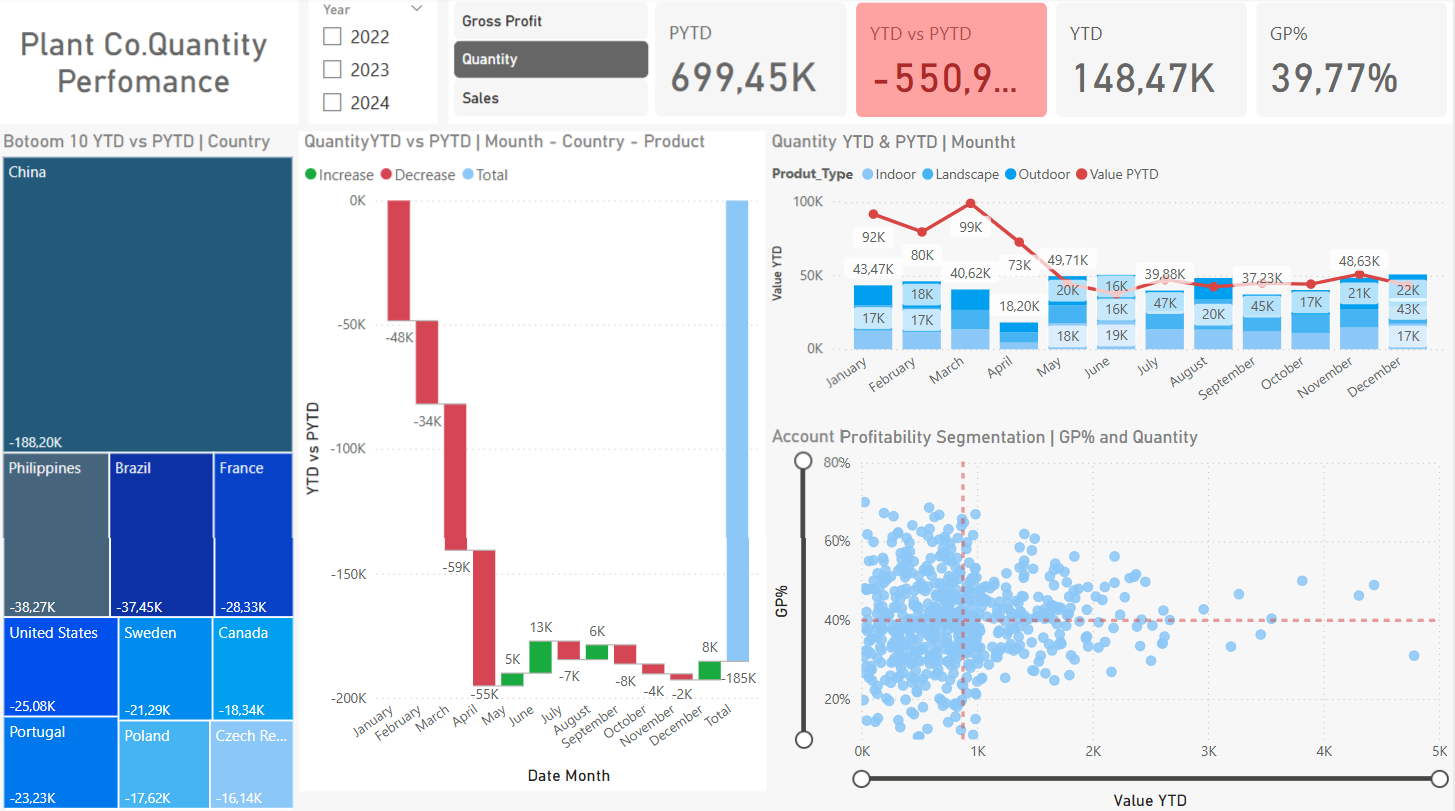 Plant Co.Quantity
Perfomance
Year
2022
2023
2024
Gross Profit
Quantity
Sales
PYTD
699,45K
YTD vs PYTD
-550,9...
YTD
148,47K
GP%
39,77%
Botoom 10 YTD vs PYTD | Country
China
-188,20K
Philippines
-38,27K
Brazil
-37,45K
France
-28,33K
United States
-25,08K
Sweden
-21,29K
Canada
-18,34K
Portugal
-23,23K
Poland
-17,62K
Czech Re...
-16,14K
QuantityYTD vs PYTD | Mounth - Country - Product
Increase Decrease Total
YTD vs PYTD
0K
-50K
-100K
-150K
-200K
-48K
-34K
-59K
-55K
5K
13K
-7K
6K
-8K
-4K
-2K
8K
-185K
January
February
March
April
May
June
July
August
September
October
November
December
Total
Date Month
Quantity YTD & PYTD | Mountht
Produt_Type Indoor Landscape Outdoor Value PYTD
Value YTD
100K
50K
0K
92K
80K
99K
73K
43,47K
40,62K
18,20K
49,71K
39,88K
37,23K
48,63K
17K
18K
17K
20K
18K
16K
16K
19K
47K
20K
45K
17K
21K
22K
43K
17K
January
February
March
April
May
June
July
August
September
October
November
December
Account Profitability Segmentation | GP% and Quantity
GP%
80%
60%
40%
20%
0K
1K
2K
3K
4K
5K
Value YTD